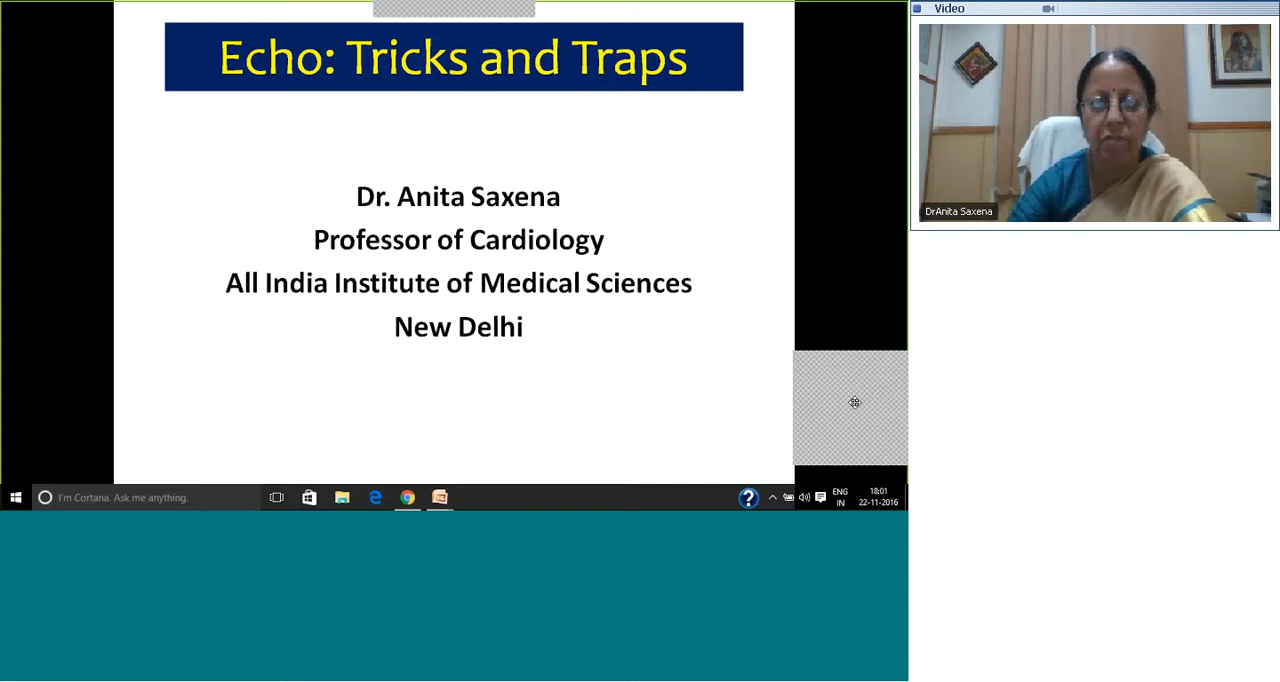 Echo: Tricks and Traps
Dr. Anita Saxena
Professor of Cardiology
All India Institute of Medical Sciences
New Delhi
Video
DrAnita Saxena
I'm Cortana. Ask me anything.
ENG
IN
18:01
22-11-2016